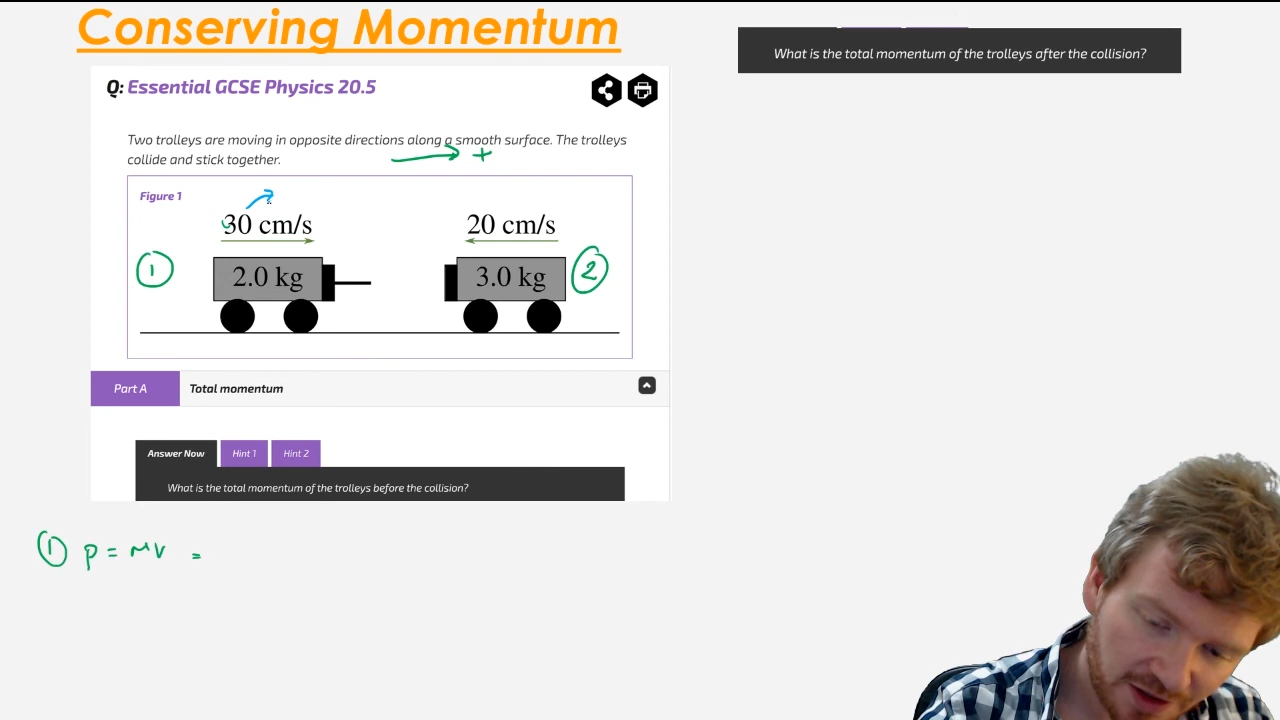 Conserving Momentum
What is the total momentum of the trolleys after the collision?
Q: Essential GCSE Physics 20.5
Two trolleys are moving in opposite directions along a smooth surface. The trolleys
collide and stick together.
+
Figure 1
30 cm/s
20 cm/s
1
2.0 kg
3.0 kg
2
Part A
Total momentum
Answer Now
Hint 1
Hint 2
What is the total momentum of the trolleys before the collision?
1 p = mv =